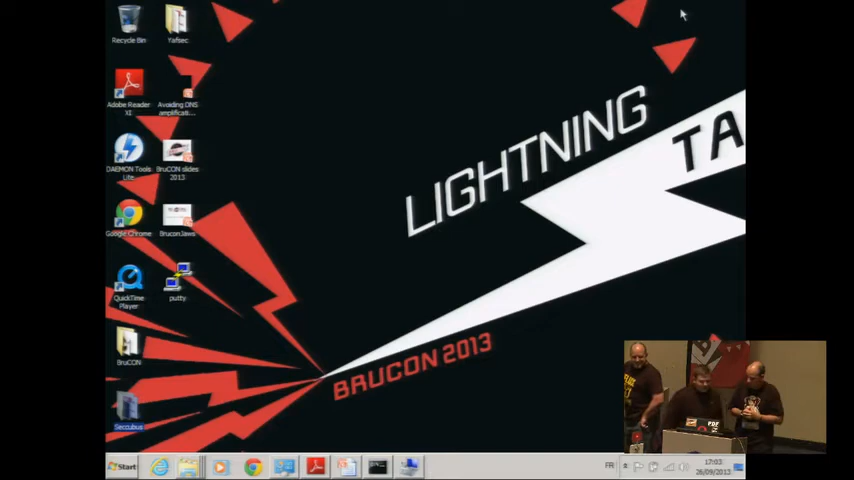 Recycle Bin
Yafsec
Adobe Reader
XI
Avoiding DNS
amplificati...
DAEMON Tools
Lite
BruCON slides
2013
Google Chrome
BruconJaws
QuickTime
Player
putty
BruCON
Seccubus
LIGHTNING
TA
BRUCON 2013
Start
FR
17:03
26/09/2013